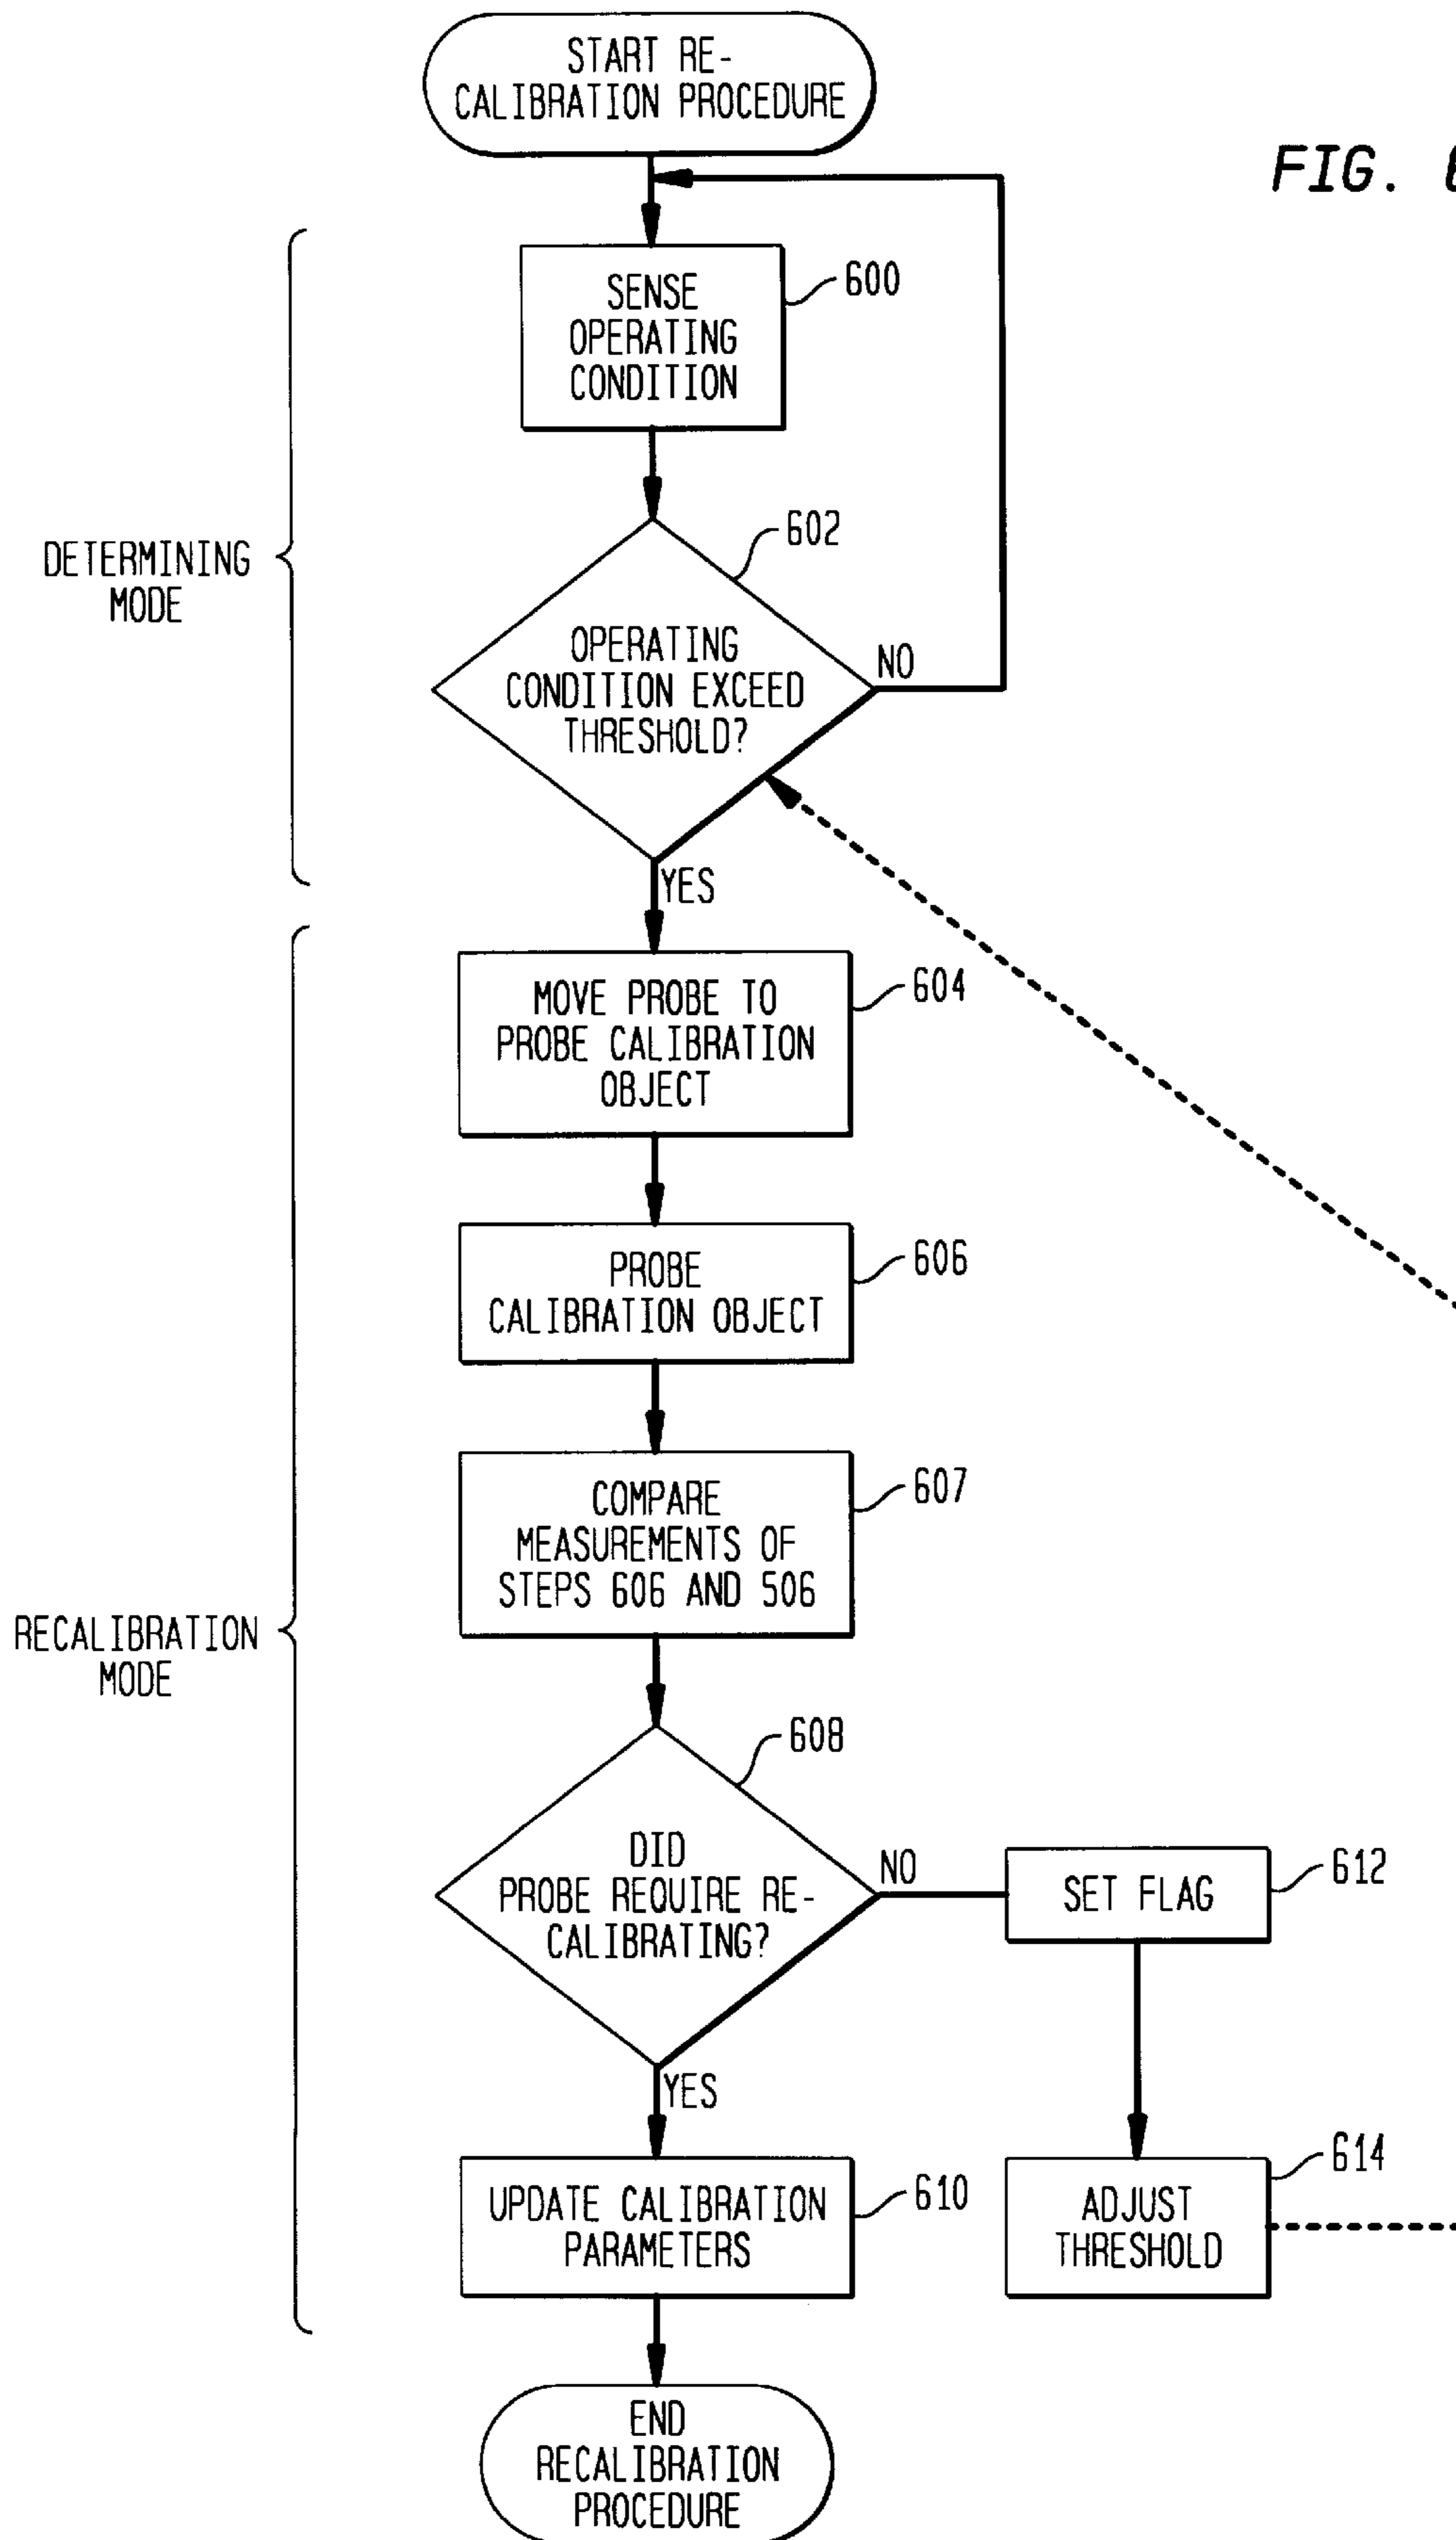 START RE-
CALIBRATION PROCEDURE
FIG.
SENSE
OPERATING
CONDITION
600
602
DETERMINING
MODE
OPERATING
CONDITION EXCEED
THRESHOLD?
NO
YES
MOVE PROBE TO
PROBE CALIBRATION
OBJECT
604
PROBE
CALIBRATION OBJECT
606
COMPARE
MEASUREMENTS OF
STEPS 606 AND 506
607
RECALIBRATION
MODE
608
DID
PROBE REQUIRE RE-
CALIBRATING?
NO
SET FLAG
612
YES
UPDATE CALIBRATION
PARAMETERS
610
ADJUST
THRESHOLD
614
END
RECALIBRATION
PROCEDURE